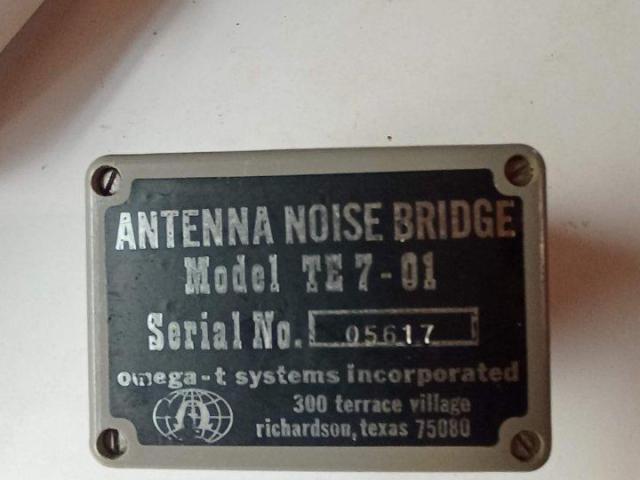 ANTENNA NOISE BRIDGE
Model TE 7-01
Serial No. 05617
omega-t systems incorporated
300 terrace village
richardson, texas 75080